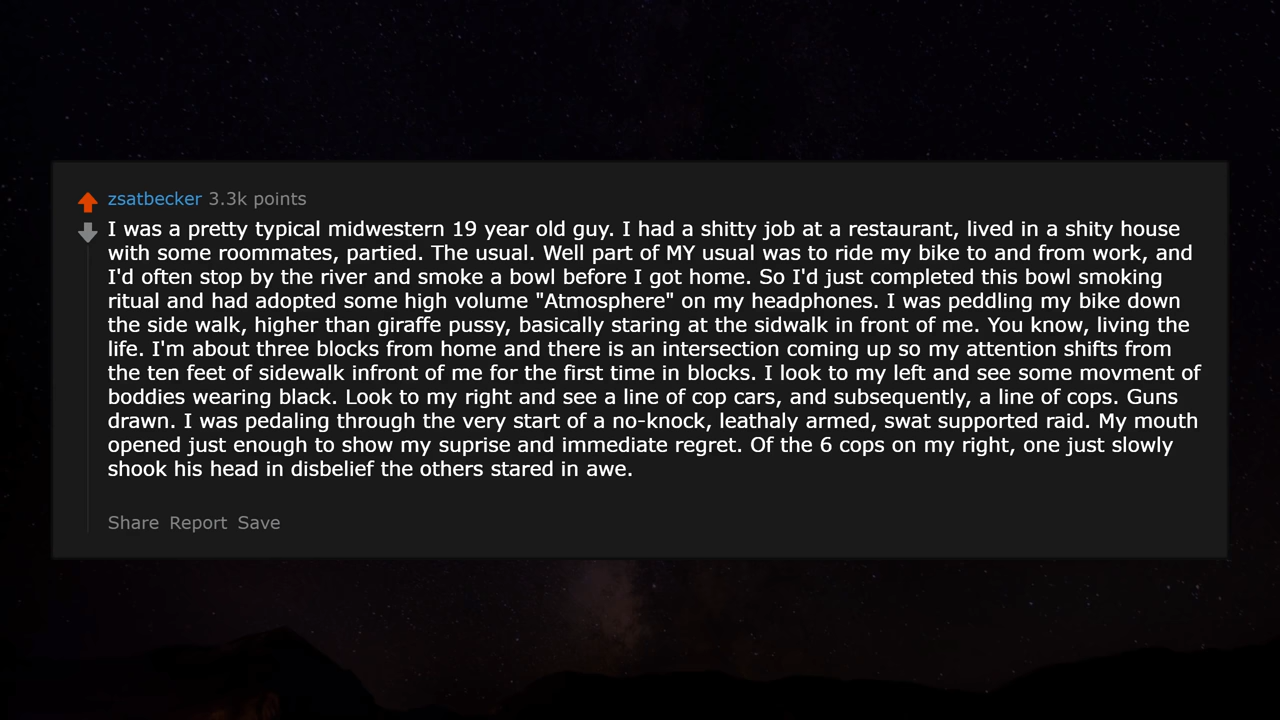 zsatbecker 3.3k points
I was a pretty typical midwestern 19 year old guy. I had a shitty job at a restaurant, lived in a shity house
with some roommates, partied. The usual. Well part of MY usual was to ride my bike to and from work, and
I'd often stop by the river and smoke a bowl before I got home. So I'd just completed this bowl smoking
ritual and had adopted some high volume "Atmosphere" on my headphones. I was peddling my bike down
the side walk, higher than giraffe pussy, basically staring at the sidwalk in front of me. You know, living the
life. I'm about three blocks from home and there is an intersection coming up so my attention shifts from
the ten feet of sidewalk infront of me for the first time in blocks. I look to my left and see some movment of
boddies wearing black. Look to my right and see a line of cop cars, and subsequently, a line of cops. Guns
drawn. I was pedaling through the very start of a no-knock, leathaly armed, swat supported raid. My mouth
opened just enough to show my suprise and immediate regret. Of the 6 cops on my right, one just slowly
shook his head in disbelief the others stared in awe.
Share Report Save